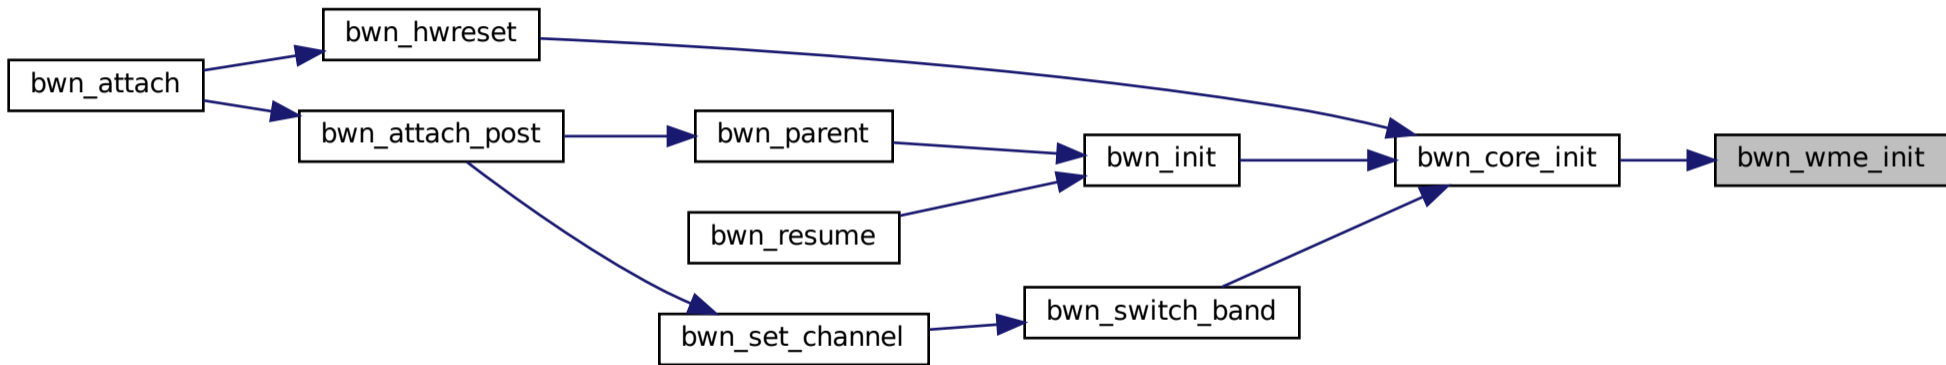 bwn_hwreset
bwn_attach
bwn_attach_post
bwn_parent
bwn_init
bwn_core_init
bwn_wme_init
bwn_resume
bwn_switch_band
bwn_set_channel